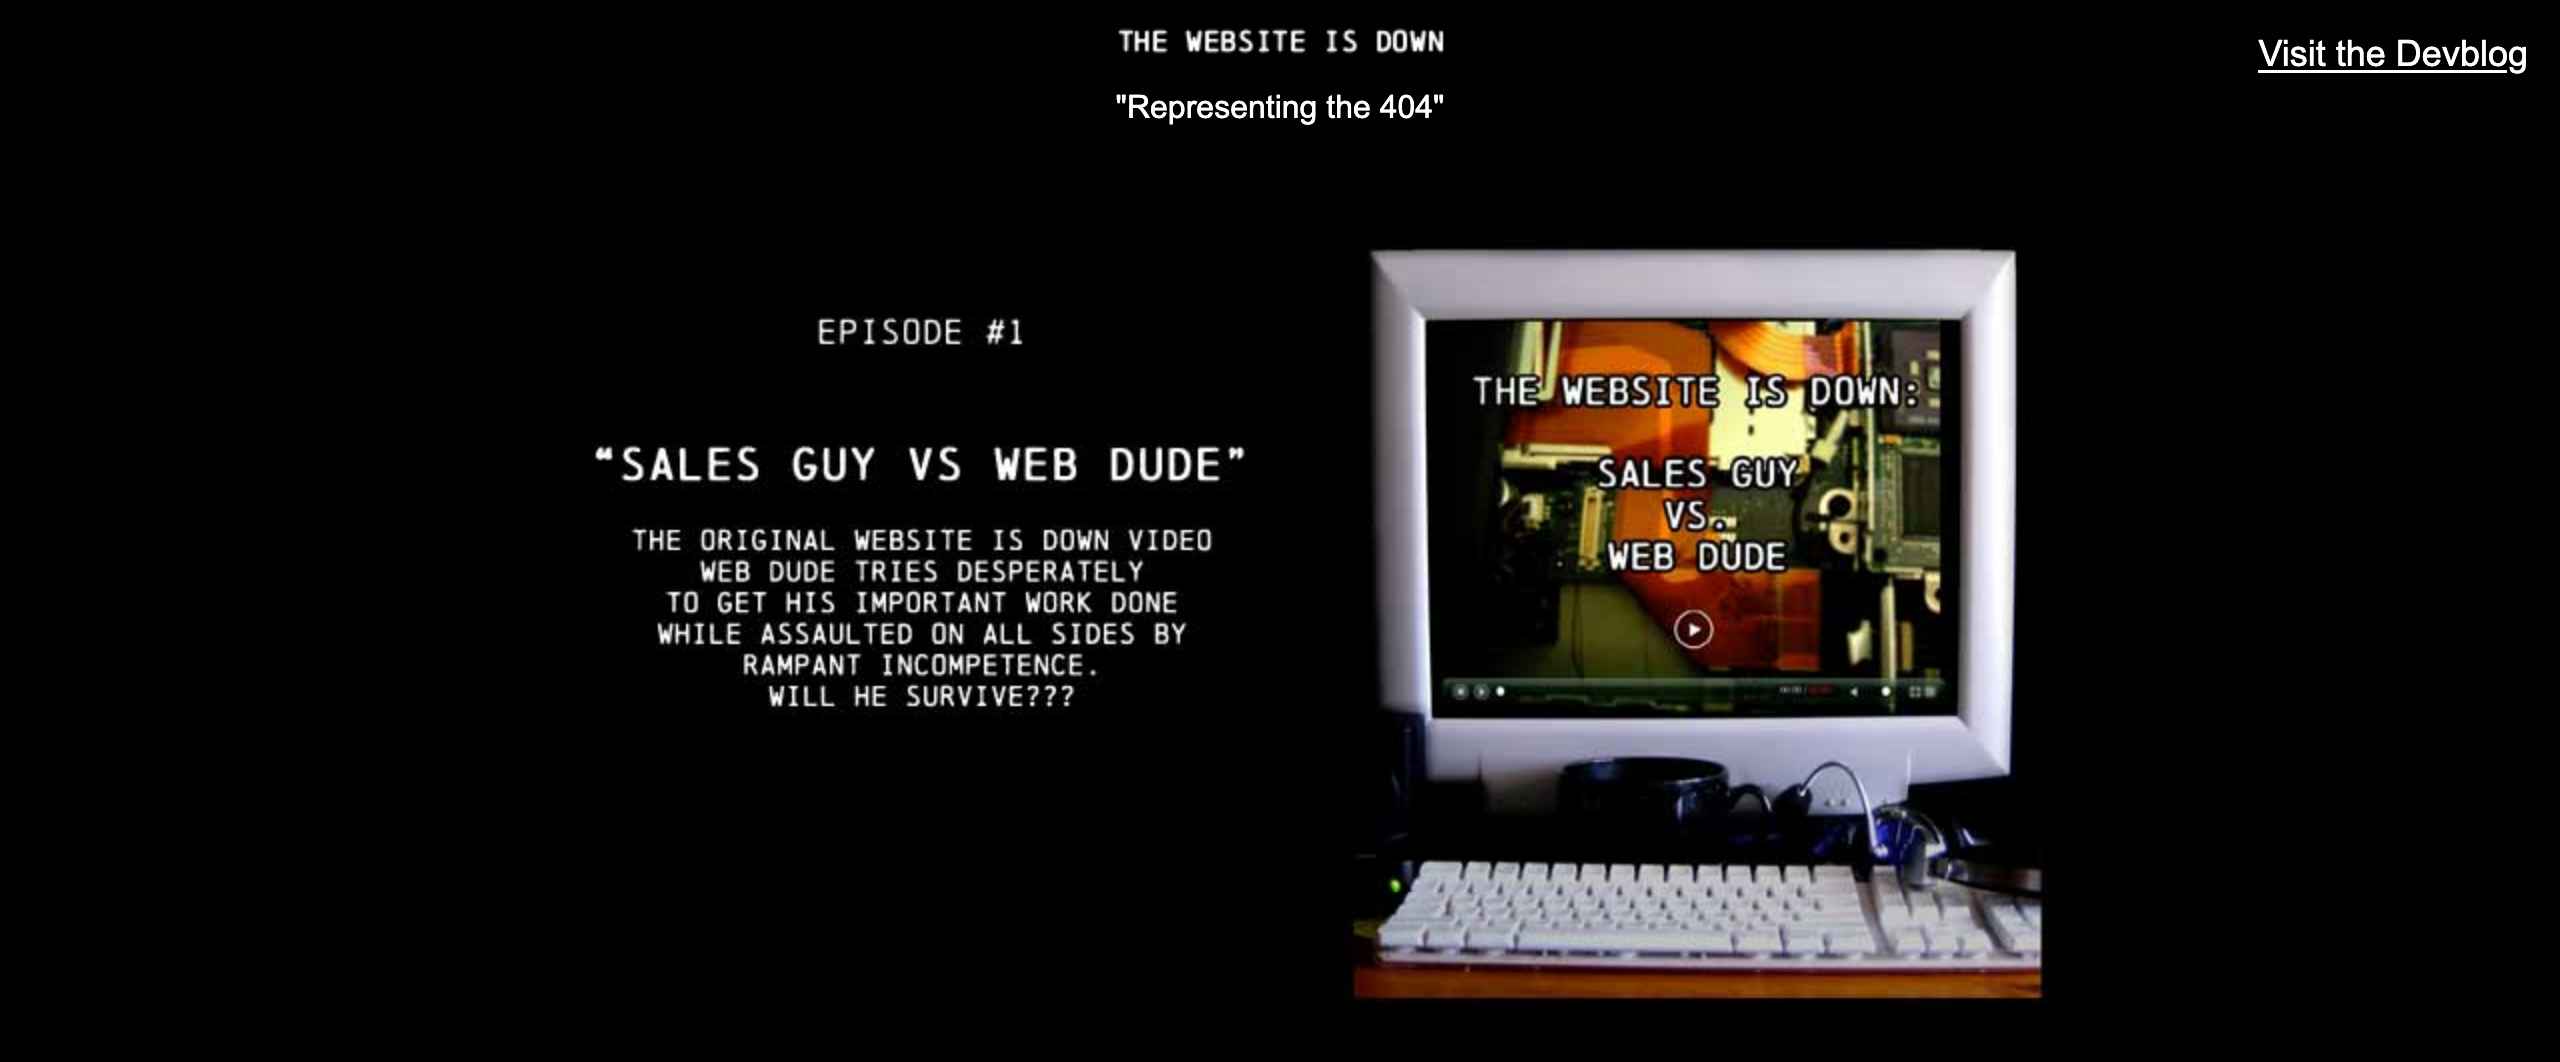 THE WEBSITE IS DOWN
Visit the Devblog
"Representing the 404"
EPISODE #1
“SALES GUY VS WEB DUDE”
THE ORIGINAL WEBSITE IS DOWN VIDEO
WEB DUDE TRIES DESPERATELY
TO GET HIS IMPORTANT WORK DONE
WHILE ASSAULTED ON ALL SIDES BY
RAMPANT INCOMPETENCE.
WILL HE SURVIVE???
THE WEBSITE IS DOWN:
SALES GUY
VS.
WEB DUDE